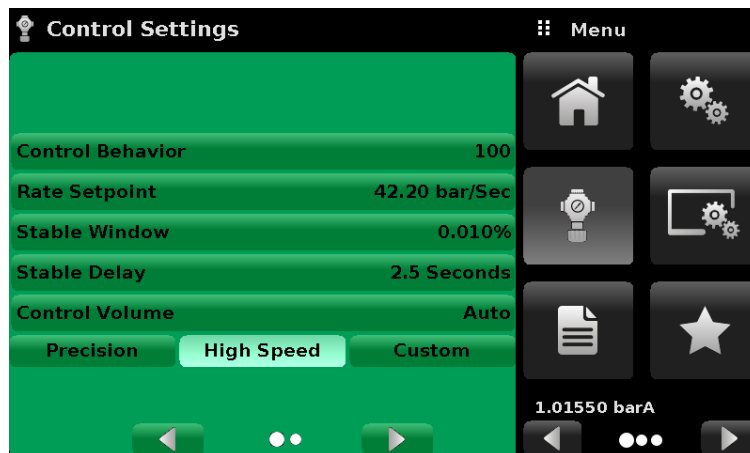 Control Settings
Menu
Control Behavior 100
Rate Setpoint 42.20 bar/Sec
Stable Window 0.010%
Stable Delay 2.5 Seconds
Control Volume Auto
Precision High Speed Custom
1.01550 barA